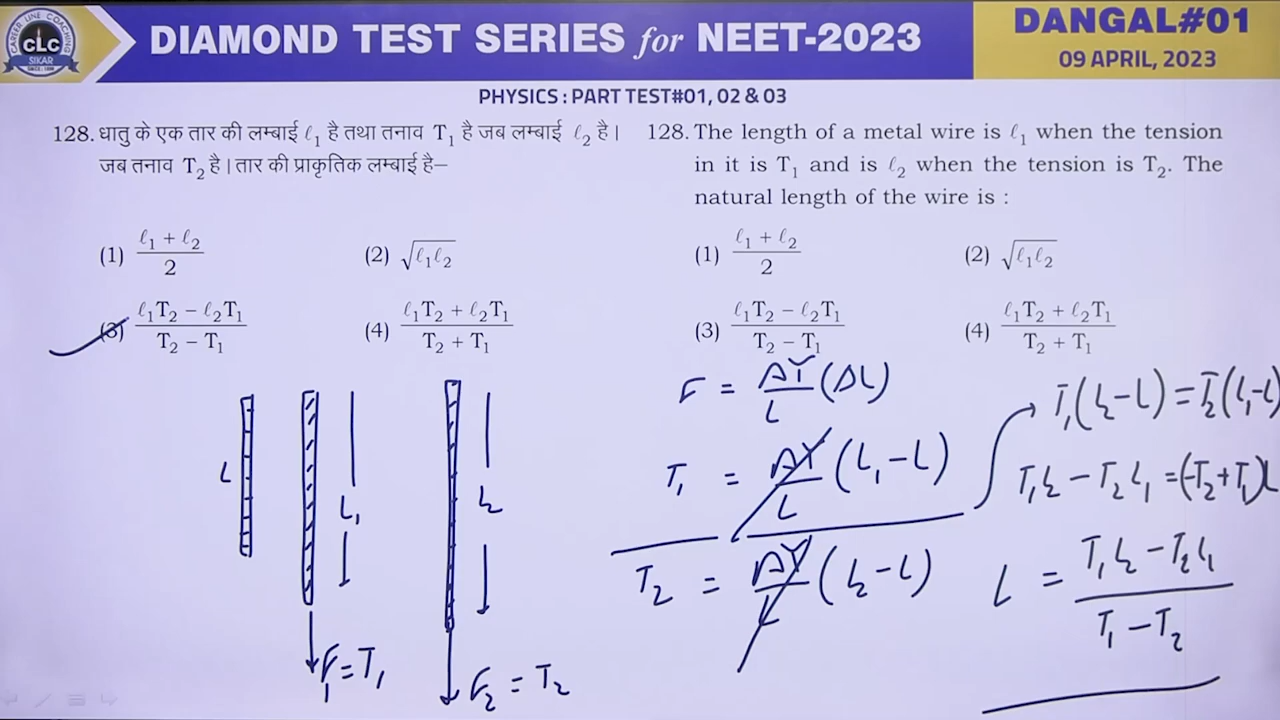 CAREER LINE COACHING
CLC
SIKAR
DIAMOND TEST SERIES for NEET-2023
DANGAL#01
09 APRIL, 2023
PHYSICS : PART TEST#01, 02 & 03
128. धातु के एक तार की लम्बाई ℓ₁ है तथा तनाव T₁ है जब लम्बाई ℓ₂ है।
जब तनाव T₂ है। तार की प्राकृतिक लम्बाई है–
(1) (ℓ₁ + ℓ₂)/2 (2) √(ℓ₁ℓ₂)
(3) (ℓ₁T₂ − ℓ₂T₁)/(T₂ − T₁) (4) (ℓ₁T₂ + ℓ₂T₁)/(T₂ + T₁)
128. The length of a metal wire is ℓ₁ when the tension
in it is T₁ and is ℓ₂ when the tension is T₂. The
natural length of the wire is :
(1) (ℓ₁ + ℓ₂)/2 (2) √(ℓ₁ℓ₂)
(3) (ℓ₁T₂ − ℓ₂T₁)/(T₂ − T₁) (4) (ℓ₁T₂ + ℓ₂T₁)/(T₂ + T₁)
L
L₁
L₂
F₁ = T₁
F₂ = T₂
F = AY/L (ΔL)
T₁ = AY/L (L₁ − L)
T₂ = AY/L (L₂ − L)
T₁(L₂ − L) = T₂(L₁ − L)
T₁L₂ − T₂L₁ = (−T₂ + T₁)L
L = (T₁L₂ − T₂L₁)/(T₁ − T₂)